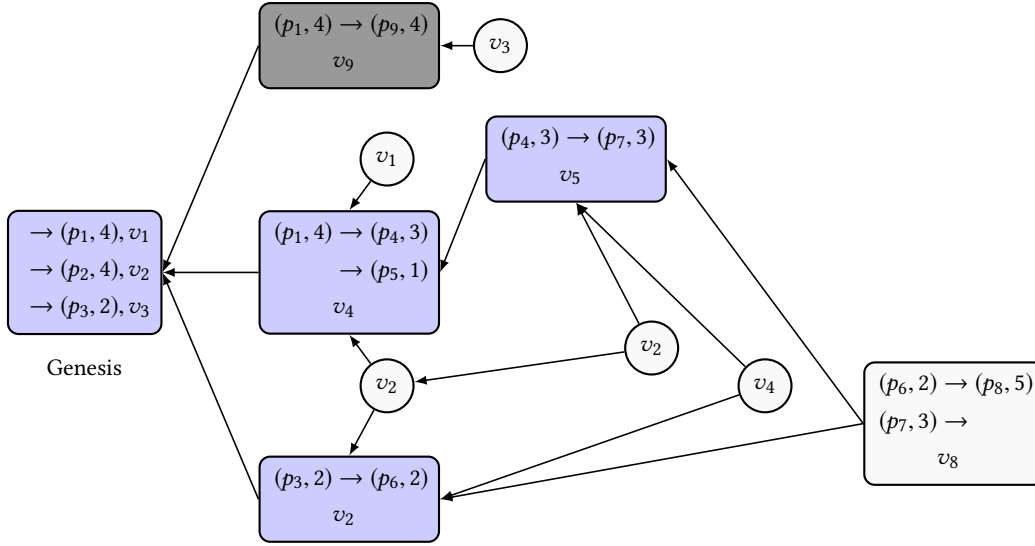 (p₁, 4) → (p₉, 4)
v₉
v₃
(p₄, 3) → (p₇, 3)
v₅
v₁
→ (p₁, 4), v₁
→ (p₂, 4), v₂
→ (p₃, 2), v₃
Genesis
(p₁, 4) → (p₄, 3)
→ (p₅, 1)
v₄
v₂
v₂
v₄
(p₆, 2) → (p₈, 5)
(p₇, 3) →
v₈
(p₃, 2) → (p₆, 2)
v₂